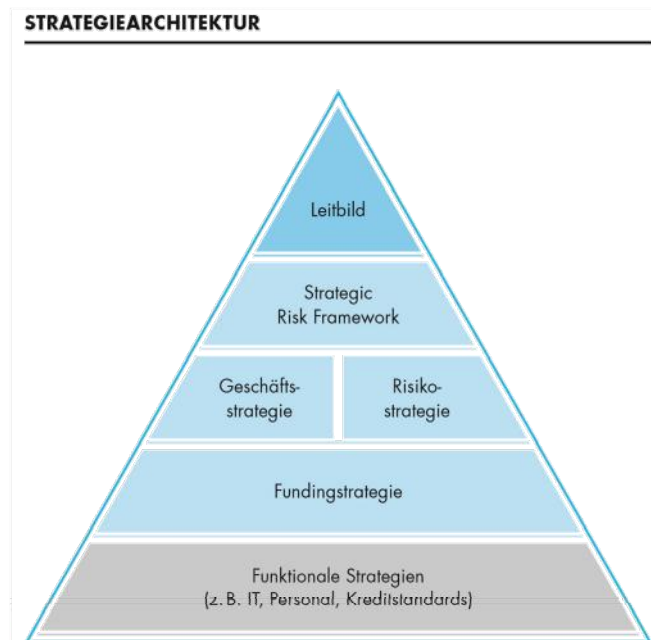 STRATEGIEARCHITEKTUR
Leitbild
Strategic
Risk Framework
Geschäfts-
strategie
Risiko-
strategie
Fundingstrategie
Funktionale Strategien
(z. B. IT, Personal, Kreditstandards)